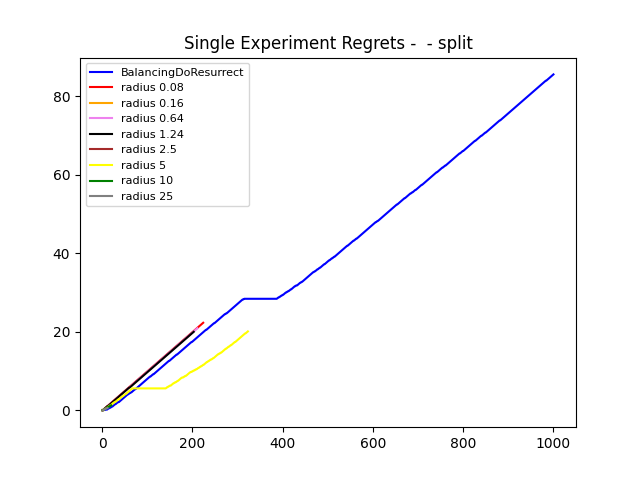 Single Experiment Regrets -  - split
BalancingDoResurrect
radius 0.08
radius 0.16
radius 0.64
radius 1.24
radius 2.5
radius 5
radius 10
radius 25
80
60
40
20
0
0 200 400 600 800 1000